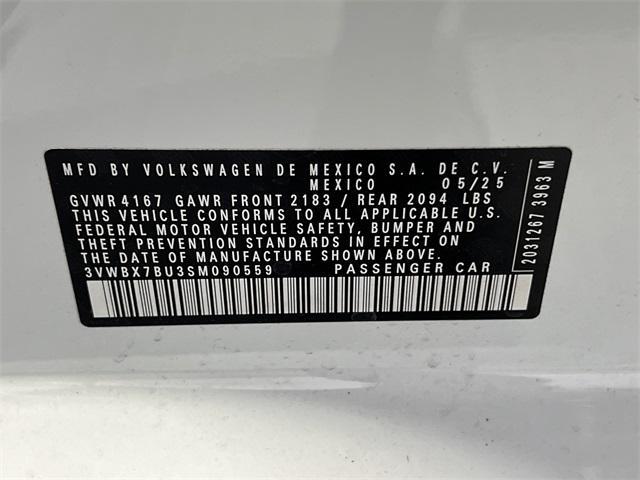 MFD BY VOLKSWAGEN DE MEXICO S.A. DE C.V.
MEXICO 05/25
GVWR 4167 GAWR FRONT 2183 / REAR 2094 LBS
THIS VEHICLE CONFORMS TO ALL APPLICABLE U.S.
FEDERAL MOTOR VEHICLE SAFETY, BUMPER AND
THEFT PREVENTION STANDARDS IN EFFECT ON
THE DATE OF MANUFACTURE SHOWN ABOVE.
3VWBX7BU3SM090559 PASSENGER CAR
2031267 3963 M